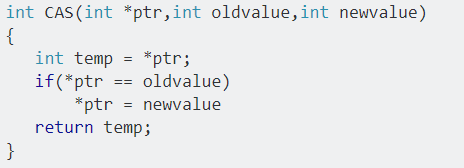 int CAS(int *ptr,int oldvalue,int newvalue)
{
   int temp = *ptr;
   if(*ptr == oldvalue)
       *ptr = newvalue
   return temp;
}